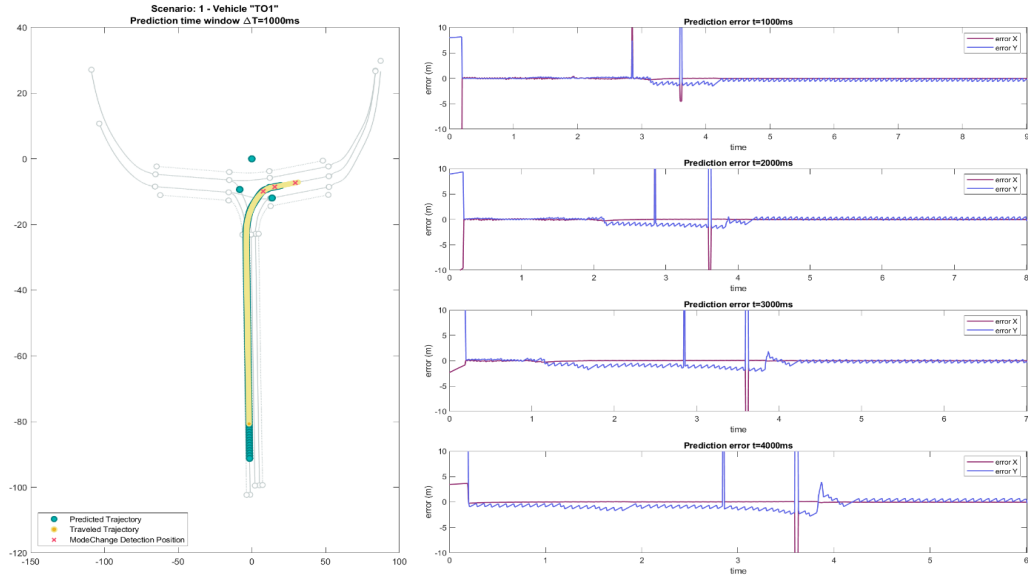 Scenario: 1 - Vehicle "TO1"
Prediction time window ΔT=1000ms
40
20
0
-20
-40
-60
-80
-100
-120
-150
-100
-50
0
50
100
Predicted Trajectory
Traveled Trajectory
ModeChange Detection Position
Prediction error t=1000ms
error (m)
10
5
0
-5
-10
error X
error Y
0 1 2 3 4 5 6 7 8 9
time
Prediction error t=2000ms
error (m)
10
5
0
-5
-10
error X
error Y
0 1 2 3 4 5 6 7 8
time
Prediction error t=3000ms
error (m)
10
5
0
-5
-10
error X
error Y
0 1 2 3 4 5 6 7
time
Prediction error t=4000ms
error (m)
10
5
0
-5
-10
error X
error Y
0 1 2 3 4 5 6
time